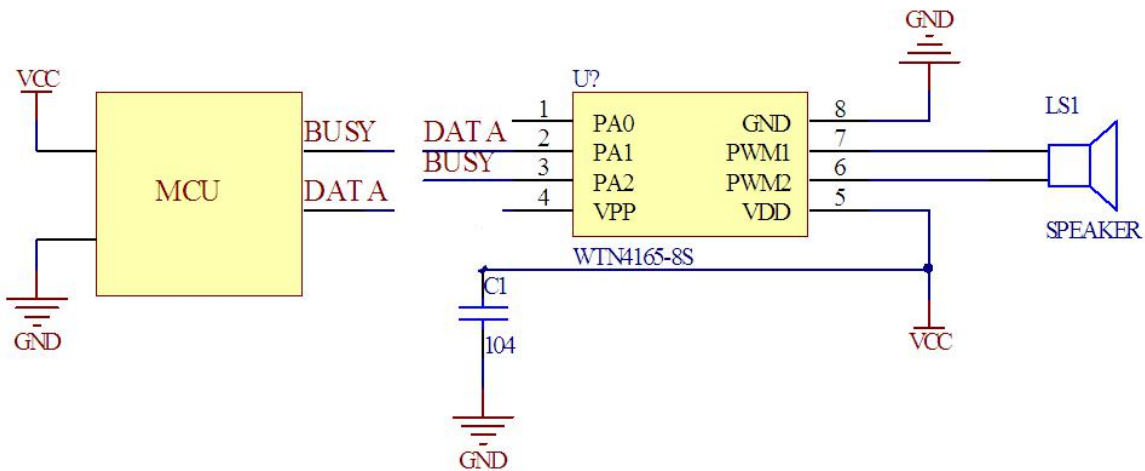 VCC
MCU
BUSY
DATA
GND
DATA
BUSY
U?
1
2
3
4
PA0
PA1
PA2
VPP
GND
PWM1
PWM2
VDD
8
7
6
5
WTN4165-8S
GND
LS1
SPEAKER
C1
104
GND
VCC